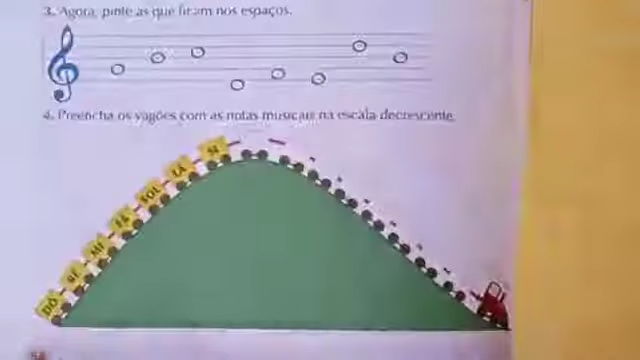 3. Agora, pinte as que ficam nos espaços.
4. Preencha os vagões com as notas musicais na escala decrescente.
SI
LÁ
SOL
FÁ
MI
RÉ
DÓ